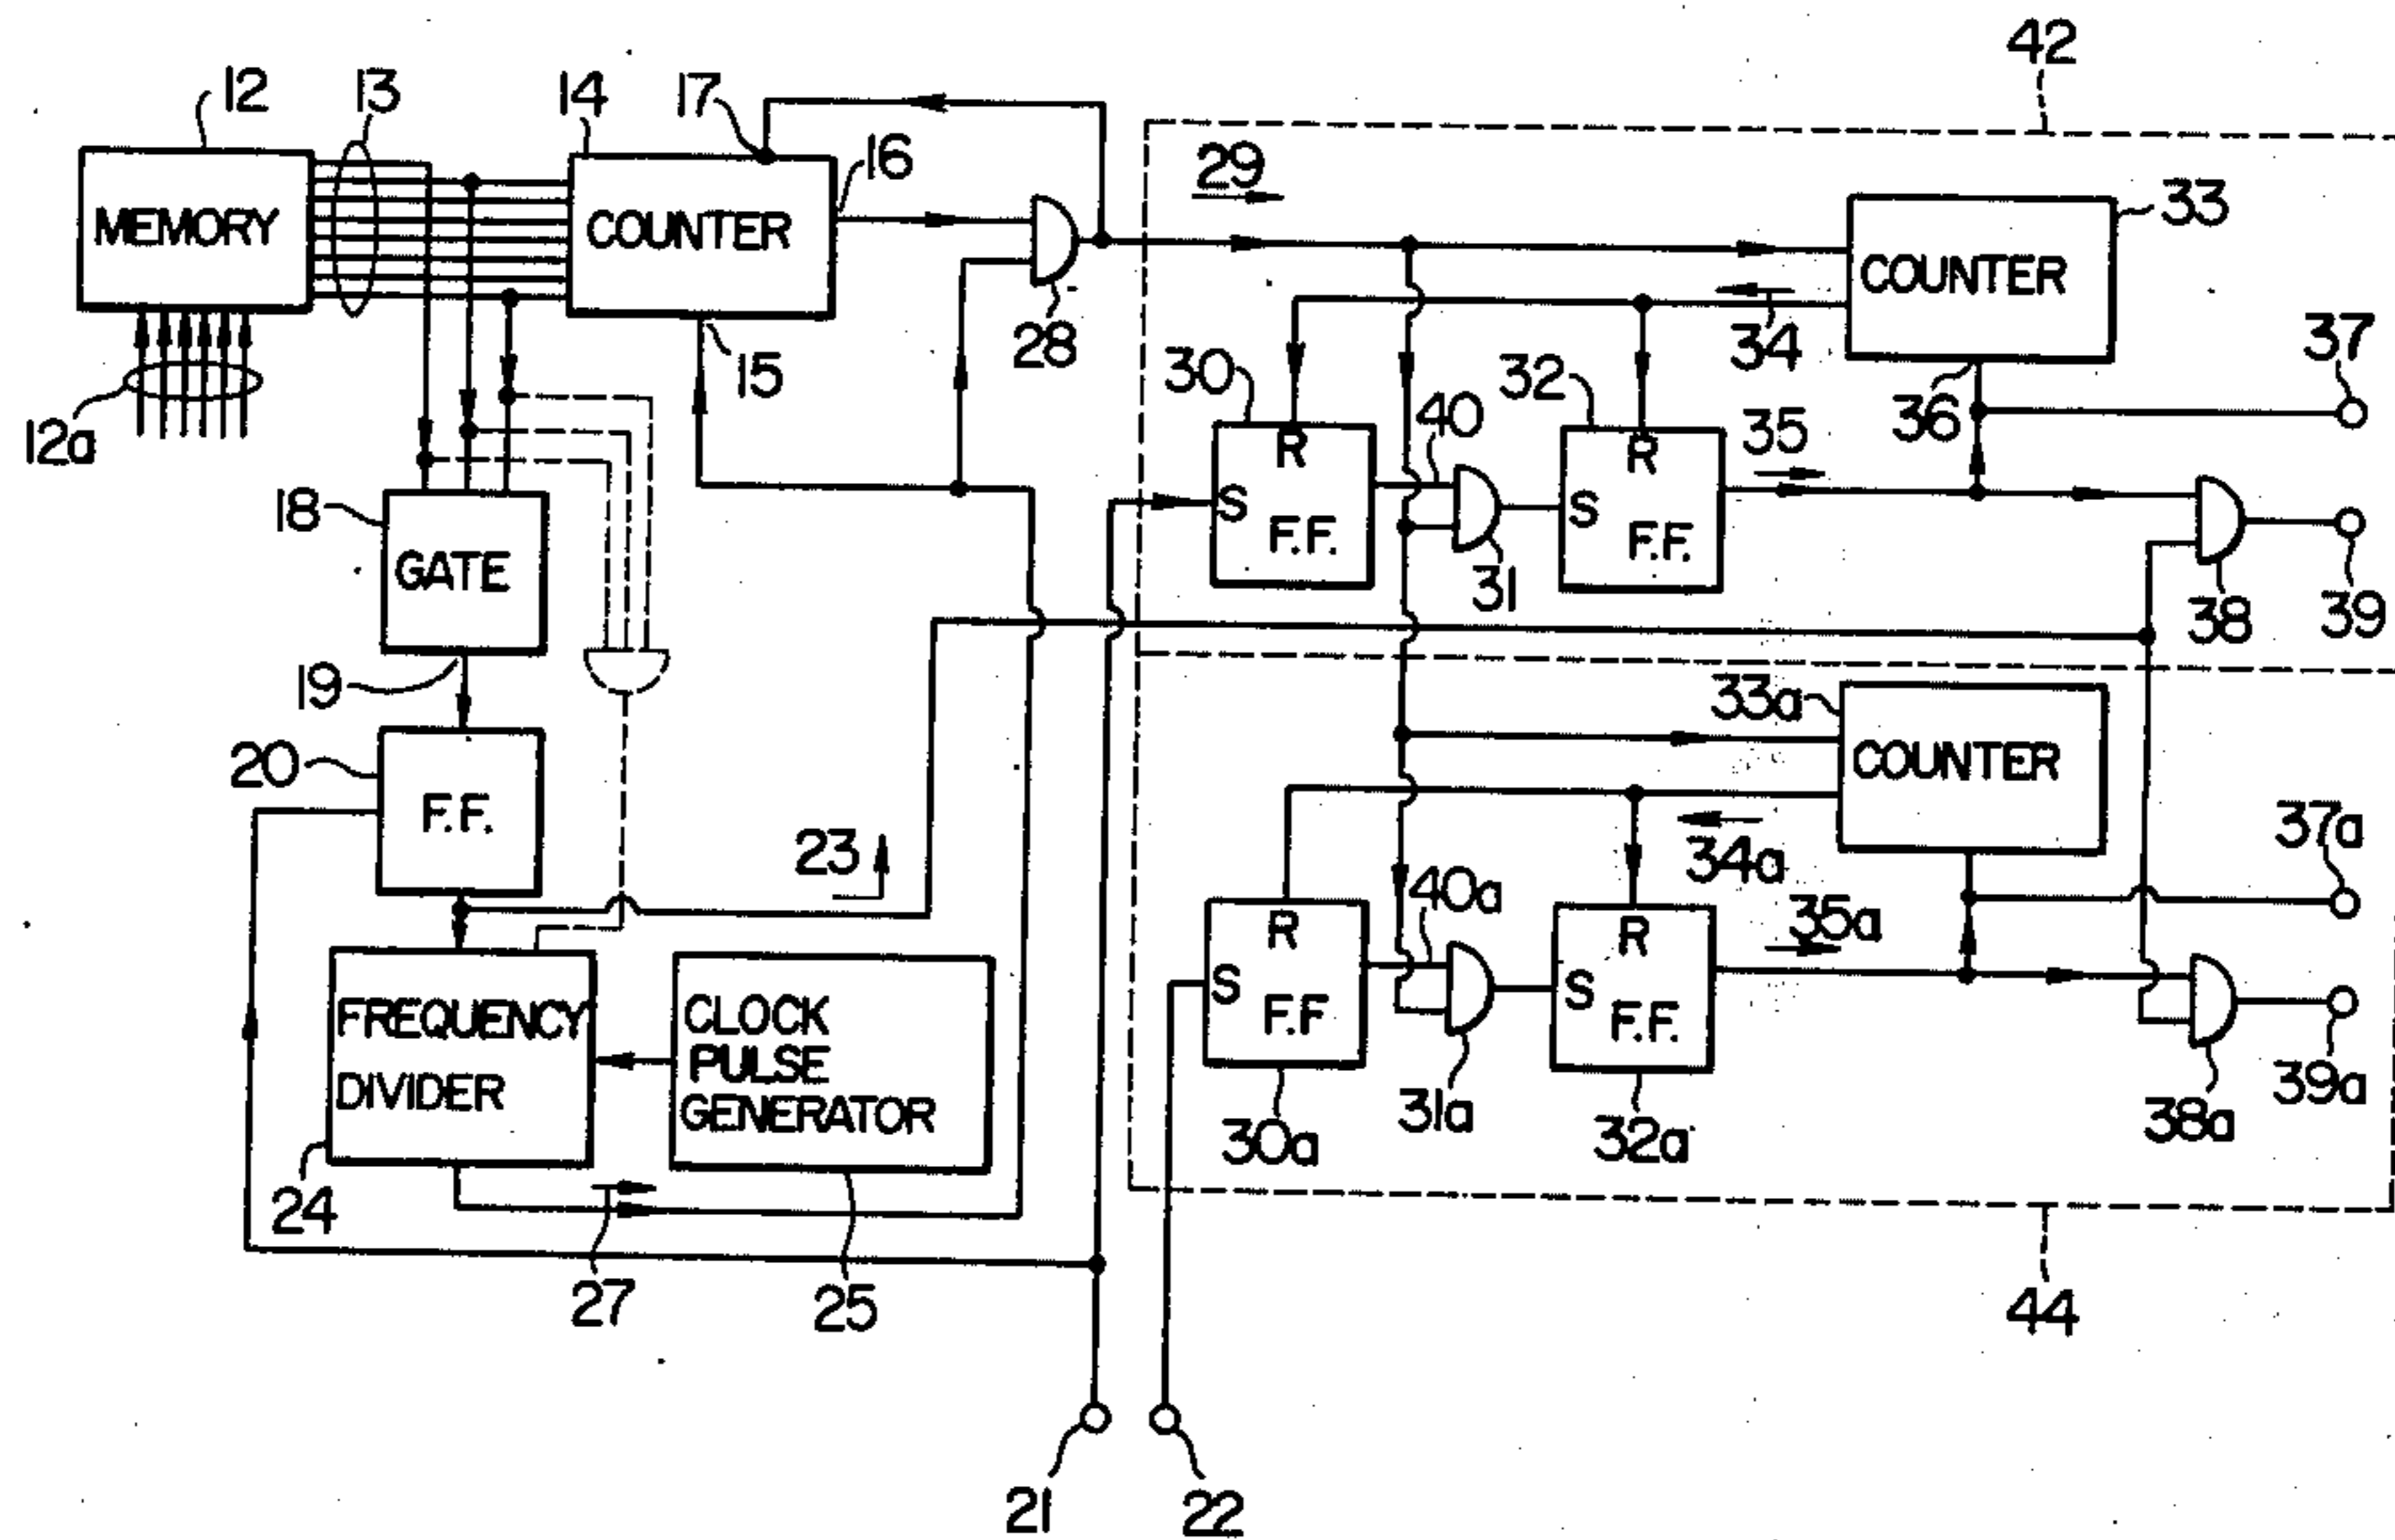 42
12
13
14
17
16
29
MEMORY
COUNTER
33
COUNTER
28
34
37
15
30
32
12a
40
35
36
R
R
18
S
F.F.
S
F.F.
GATE
31
38
39
19
33a
20
COUNTER
F.F.
23
34a
37a
40a
35a
R
R
S
F.F
S
F.F.
FREQUENCY
DIVIDER
CLOCK
PULSE
GENERATOR
31a
39a
30a
32a
38a
24
27
25
44
21
22